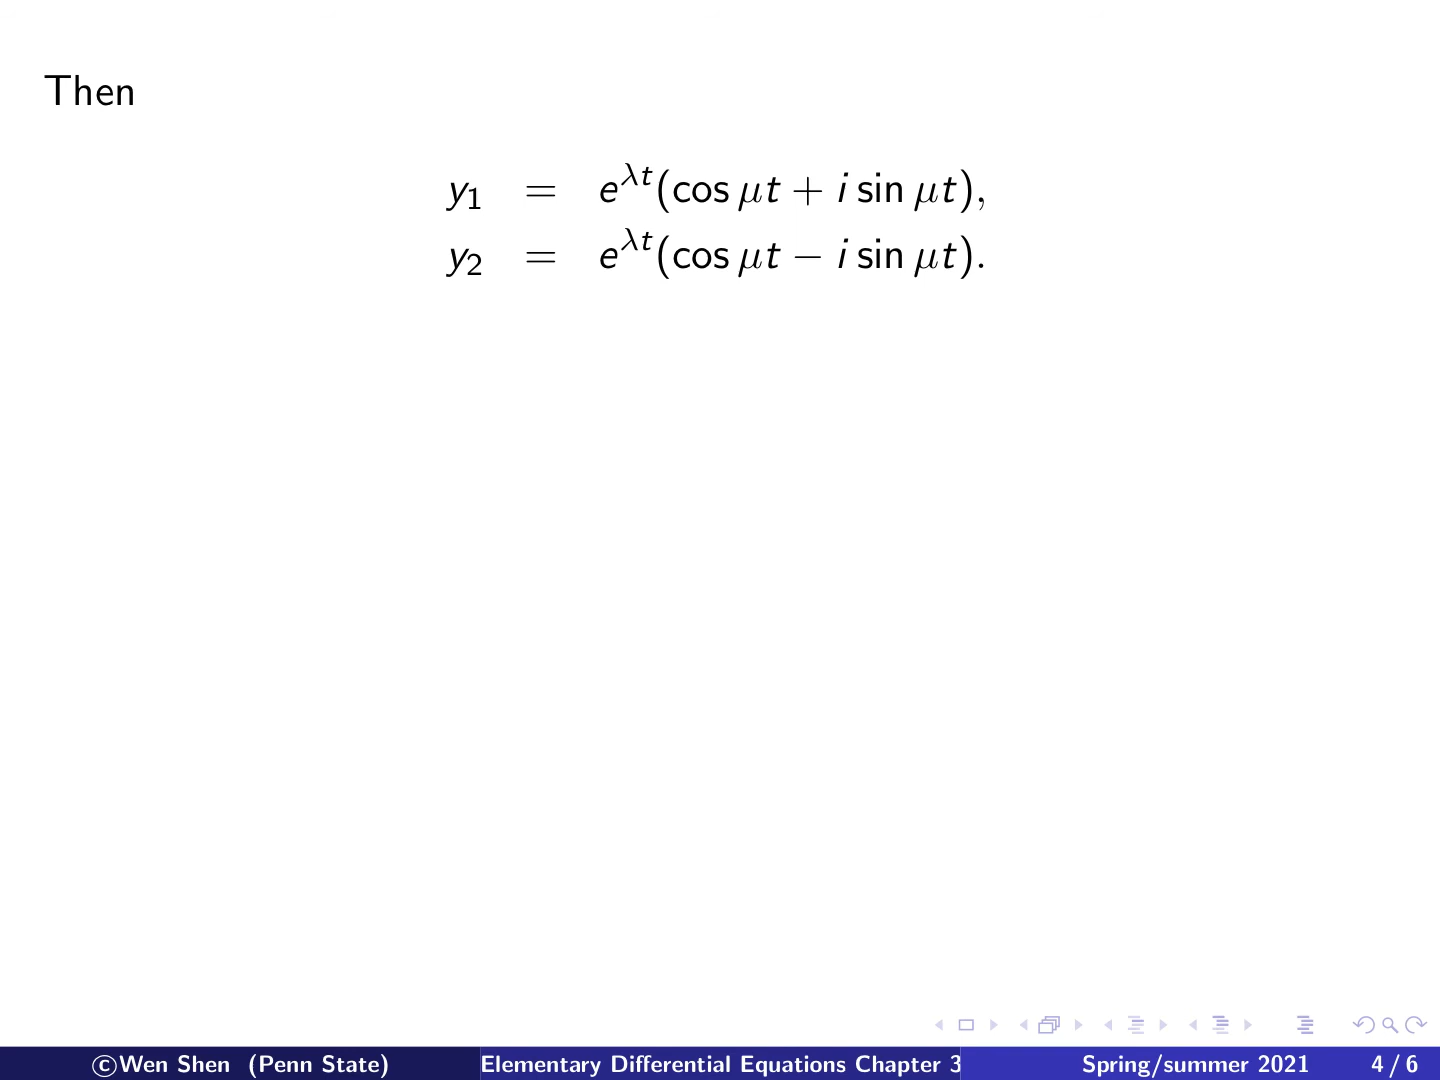 Then
y₁ = e^{λt}(cos μt + i sin μt),
y₂ = e^{λt}(cos μt − i sin μt).
©Wen Shen (Penn State) Elementary Differential Equations Chapter 3 Spring/summer 2021 4 / 6